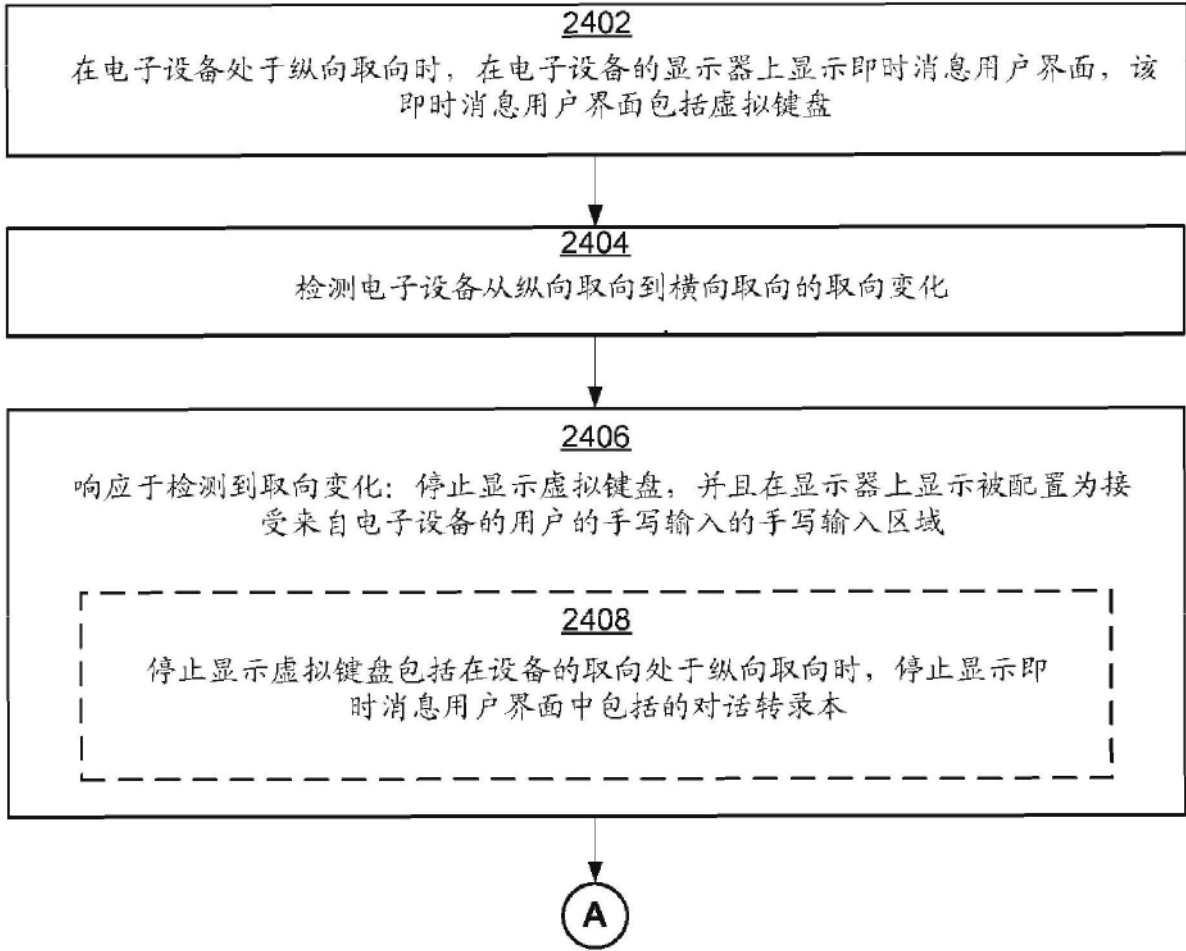 2402
在电子设备处于纵向取向时，在电子设备的显示器上显示即时消息用户界面，该
即时消息用户界面包括虚拟键盘
2404
检测电子设备从纵向取向到横向取向的取向变化
2406
响应于检测到取向变化：停止显示虚拟键盘，并且在显示器上显示被配置为接
受来自电子设备的用户的手写输入的手写输入区域
2408
停止显示虚拟键盘包括在设备的取向处于纵向取向时，停止显示即
时消息用户界面中包括的对话转录本
A